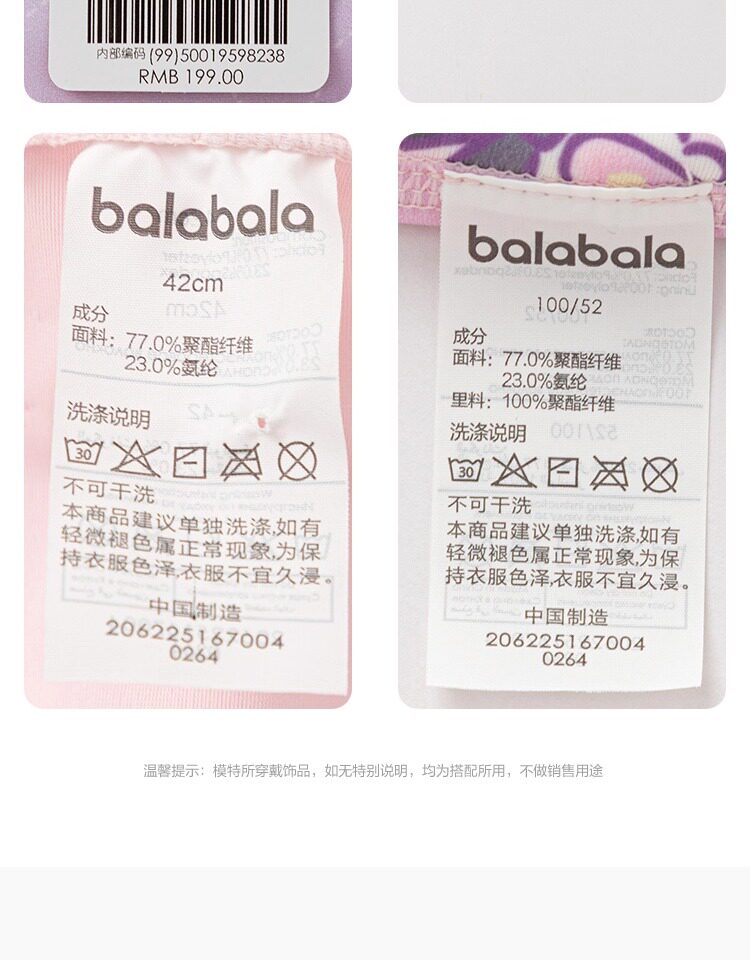 内部编码 (99)50019598238
RMB 199.00
balabala
42cm
成分
面料：77.0%聚酯纤维
23.0%氨纶
洗涤说明
30
不可干洗
本商品建议单独洗涤,如有
轻微褪色属正常现象,为保
持衣服色泽,衣服不宜久浸。
中国制造
206225167004
0264
balabala
100/52
成分
面料：77.0%聚酯纤维
23.0%氨纶
里料：100%聚酯纤维
洗涤说明
30
不可干洗
本商品建议单独洗涤,如有
轻微褪色属正常现象,为保
持衣服色泽,衣服不宜久浸。
中国制造
206225167004
0264
温馨提示：模特所穿戴饰品，如无特别说明，均为搭配所用，不做销售用途